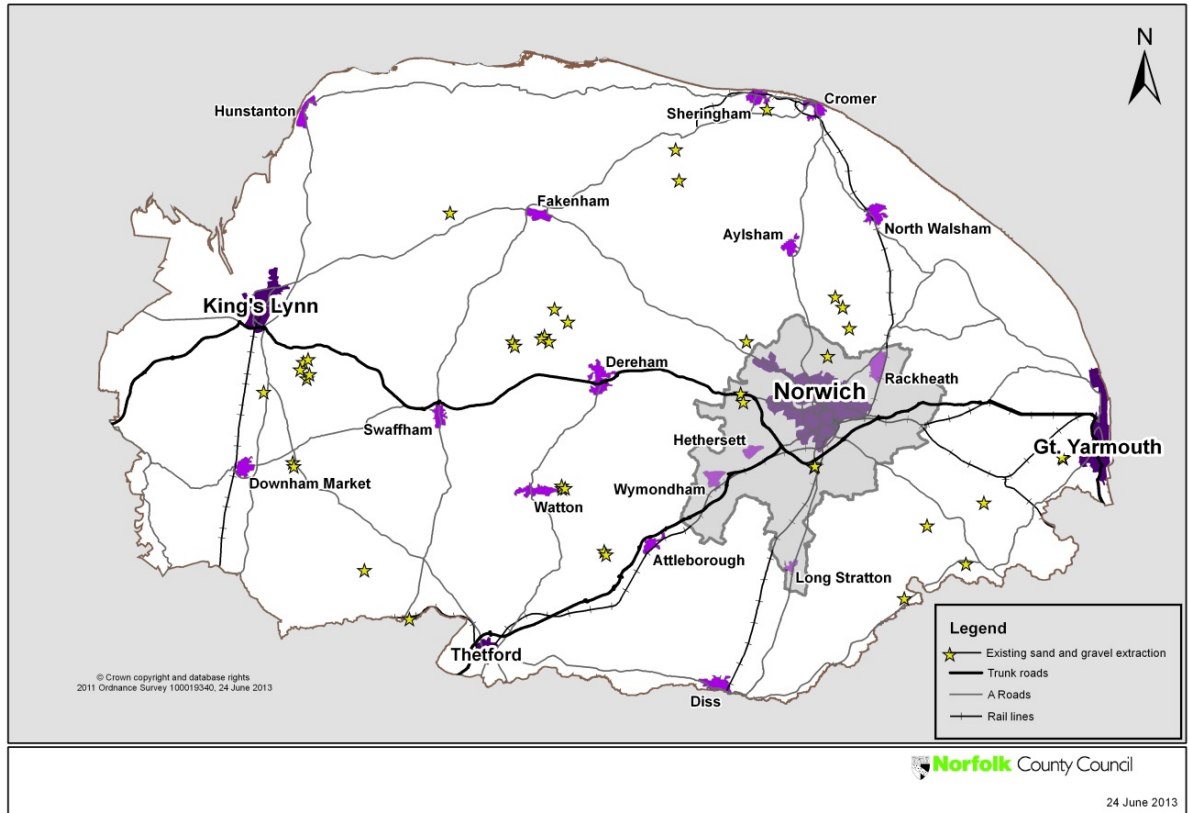 N
Hunstanton
Sheringham
Cromer
Fakenham
Aylsham
North Walsham
King's Lynn
Dereham
Rackheath
Norwich
Swaffham
Hethersett
Gt. Yarmouth
Downham Market
Wymondham
Watton
Attleborough
Long Stratton
Thetford
Diss
Legend
Existing sand and gravel extraction
Trunk roads
A Roads
Rail lines
© Crown copyright and database rights
2011 Ordnance Survey 100019340, 24 June 2013
Norfolk County Council
24 June 2013